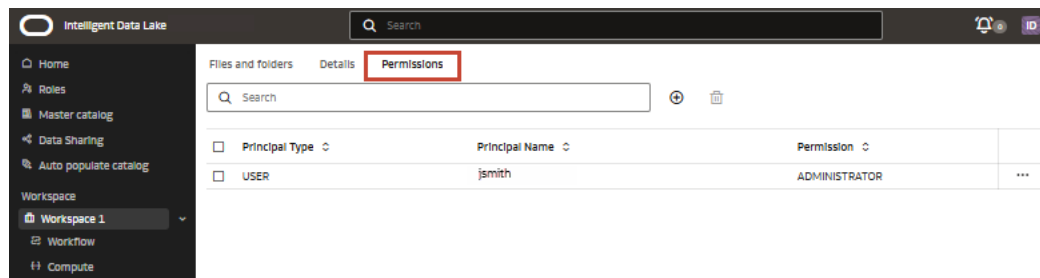 Intelligent Data Lake
Search
0
ID
Home
Roles
Master catalog
Data Sharing
Auto populate catalog
Workspace
Workspace 1
Workflow
Compute
Files and folders Details Permissions
Search
Principal Type Principal Name Permission
USER jsmith ADMINISTRATOR